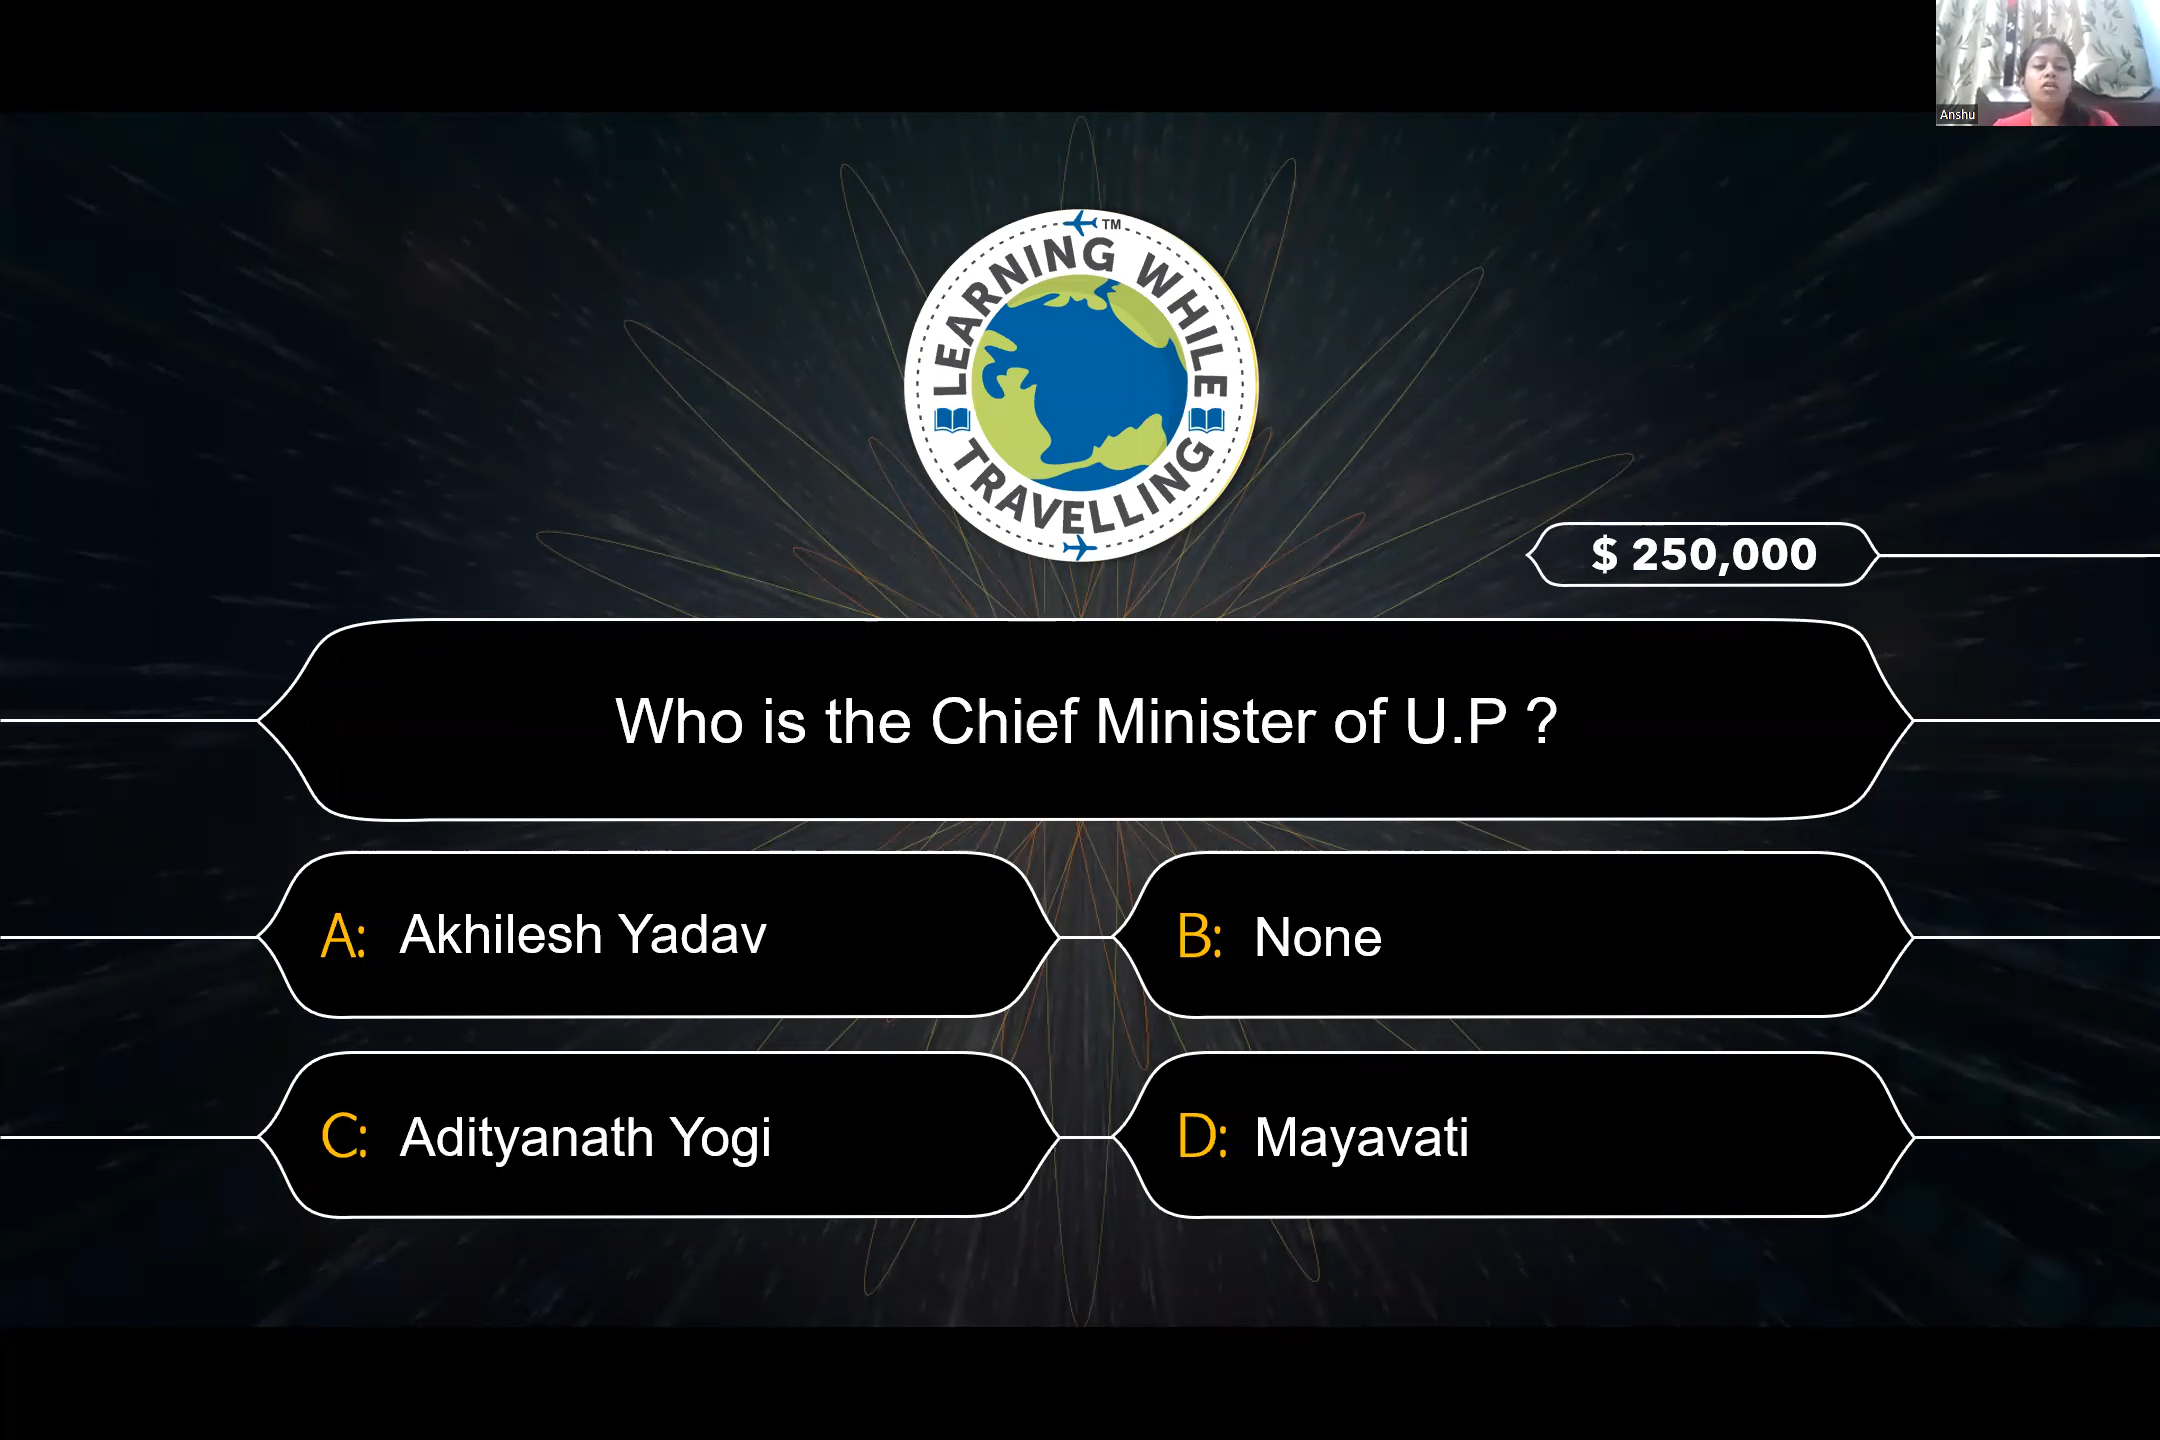 Anshu
TM
LEARNING WHILE
TRAVELLING
$ 250,000
Who is the Chief Minister of U.P ?
A: Akhilesh Yadav
B: None
C: Adityanath Yogi
D: Mayavati